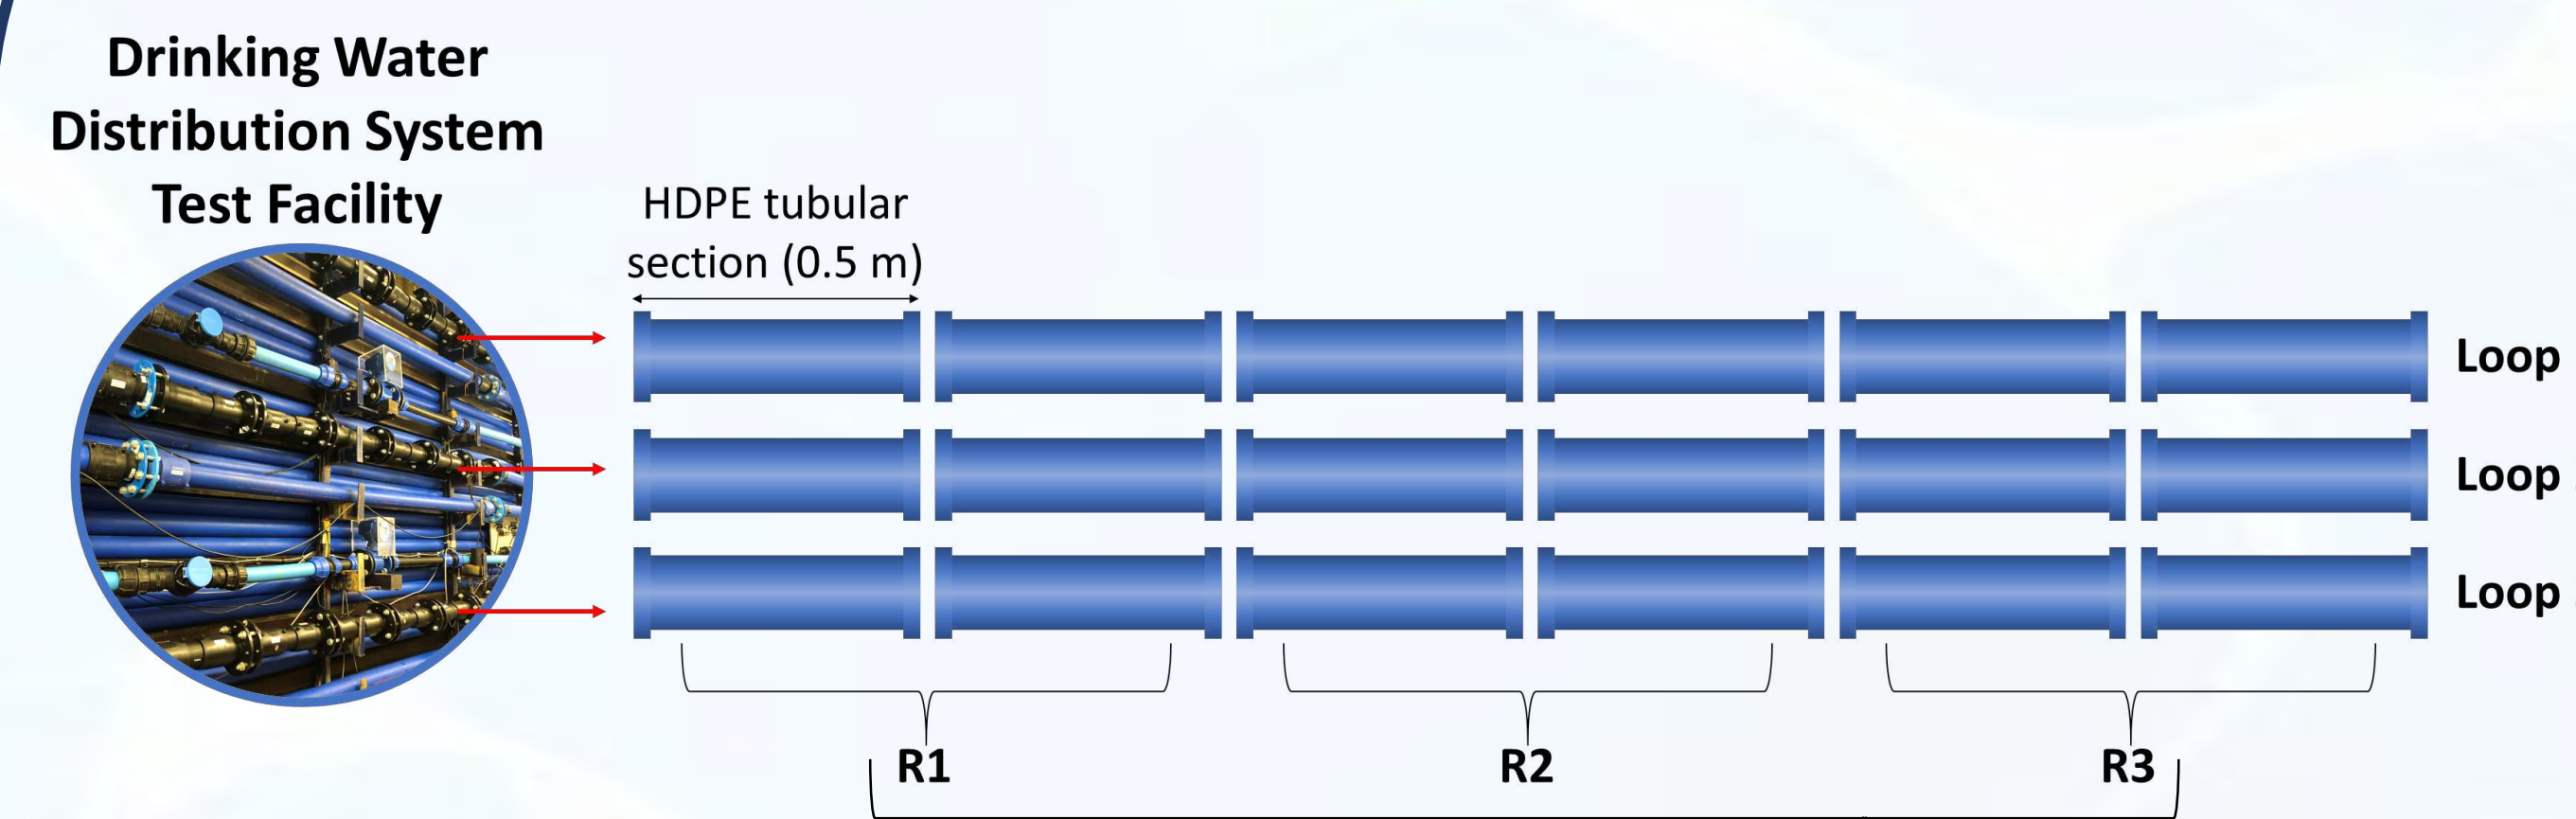 Drinking Water
Distribution System
Test Facility
HDPE tubular
section (0.5 m)
Loop
Loop
Loop
R1
R2
R3